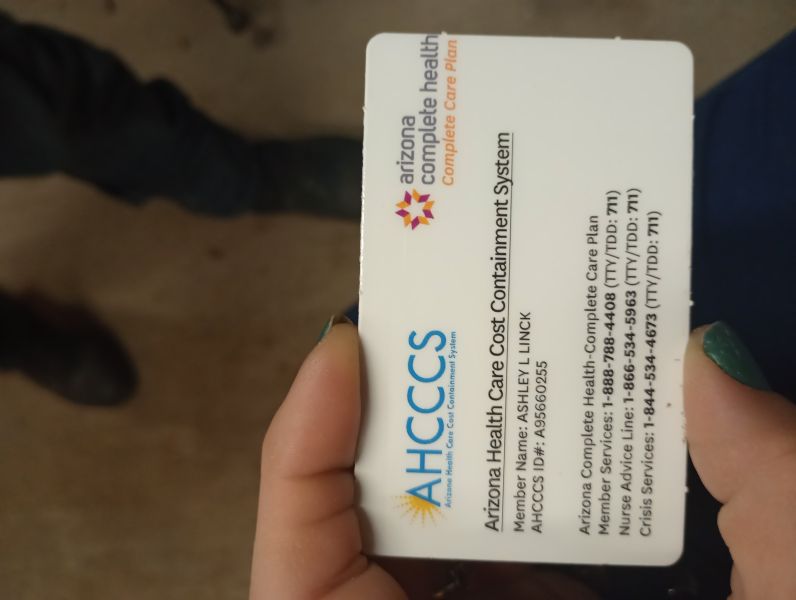 AHCCCS
Arizona Health Care Cost Containment System
arizona
complete health
Complete Care Plan
Arizona Health Care Cost Containment System
Member Name: ASHLEY L LINCK
AHCCCS ID#: A95660255
Arizona Complete Health-Complete Care Plan
Member Services: 1-888-788-4408 (TTY/TDD: 711)
Nurse Advice Line: 1-866-534-5963 (TTY/TDD: 711)
Crisis Services: 1-844-534-4673 (TTY/TDD: 711)